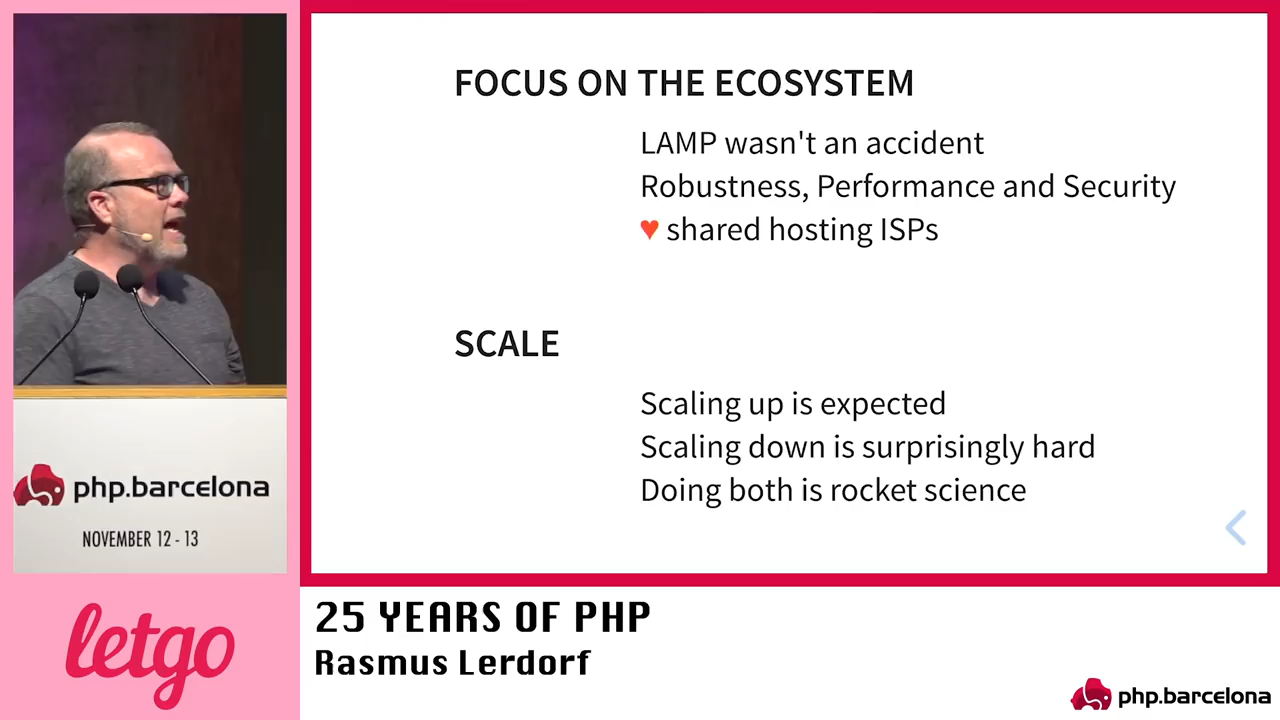 FOCUS ON THE ECOSYSTEM
LAMP wasn't an accident
Robustness, Performance and Security
♥ shared hosting ISPs
SCALE
Scaling up is expected
Scaling down is surprisingly hard
Doing both is rocket science
php.barcelona
NOVEMBER 12 - 13
letgo
25 YEARS OF PHP
Rasmus Lerdorf
php.barcelona